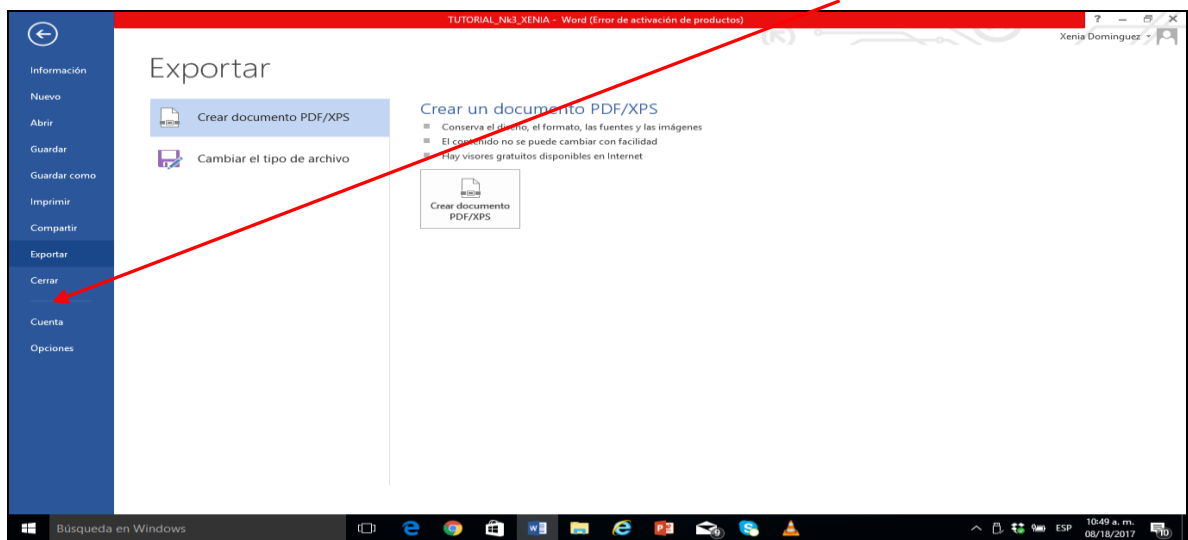 TUTORIAL_Nk3_XENIA - Word (Error de activación de productos)
?
Xenia Dominguez
Información
Nuevo
Abrir
Guardar
Guardar como
Imprimir
Compartir
Exportar
Cerrar
Cuenta
Opciones
Exportar
Crear documento PDF/XPS
Cambiar el tipo de archivo
Crear un documento PDF/XPS
Conserva el diseño, el formato, las fuentes y las imágenes
El contenido no se puede cambiar con facilidad
Hay visores gratuitos disponibles en Internet
Crear documento
PDF/XPS
Búsqueda en Windows
ESP
10:49 a. m.
08/18/2017
10